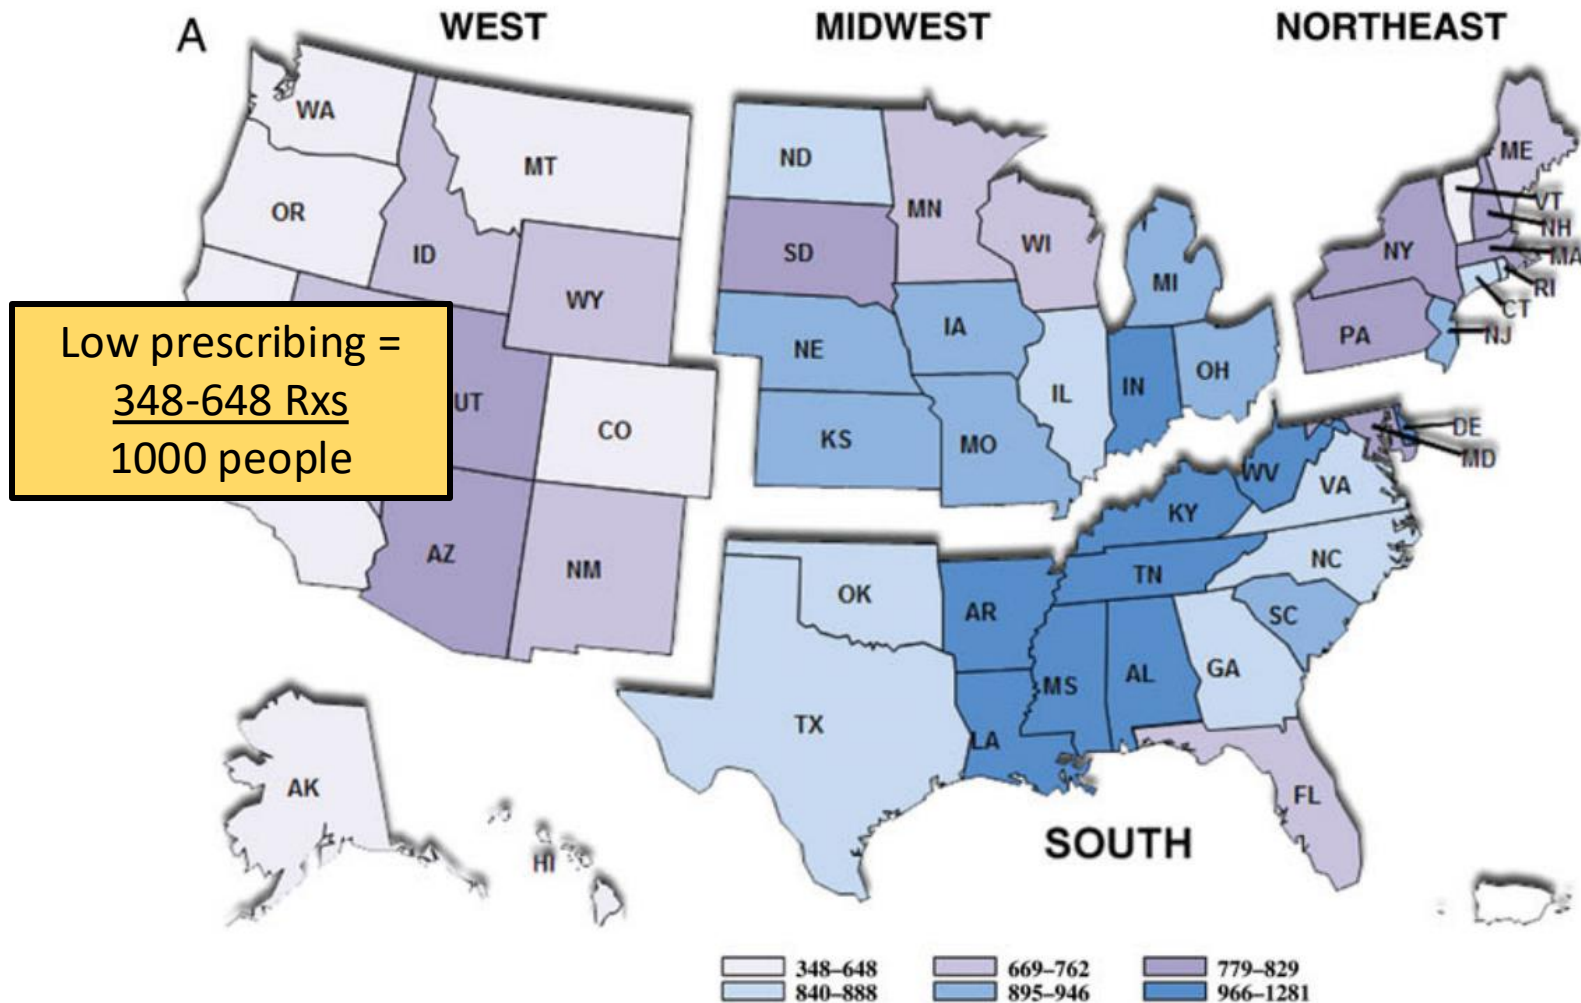 A
WEST
MIDWEST
NORTHEAST
WA
OR
MT
ID
WY
UT
CO
AZ
NM
AK
HI
ND
SD
NE
KS
MN
WI
IA
MO
IL
MI
IN
OH
ME
VT
NH
MA
RI
CT
NJ
NY
PA
DE
MD
WV
VA
KY
NC
TN
SC
OK
AR
TX
LA
MS
AL
GA
FL
SOUTH
Low prescribing =
348-648 Rxs
1000 people
348–648 669–762 779–829
840–888 895–946 966–1281